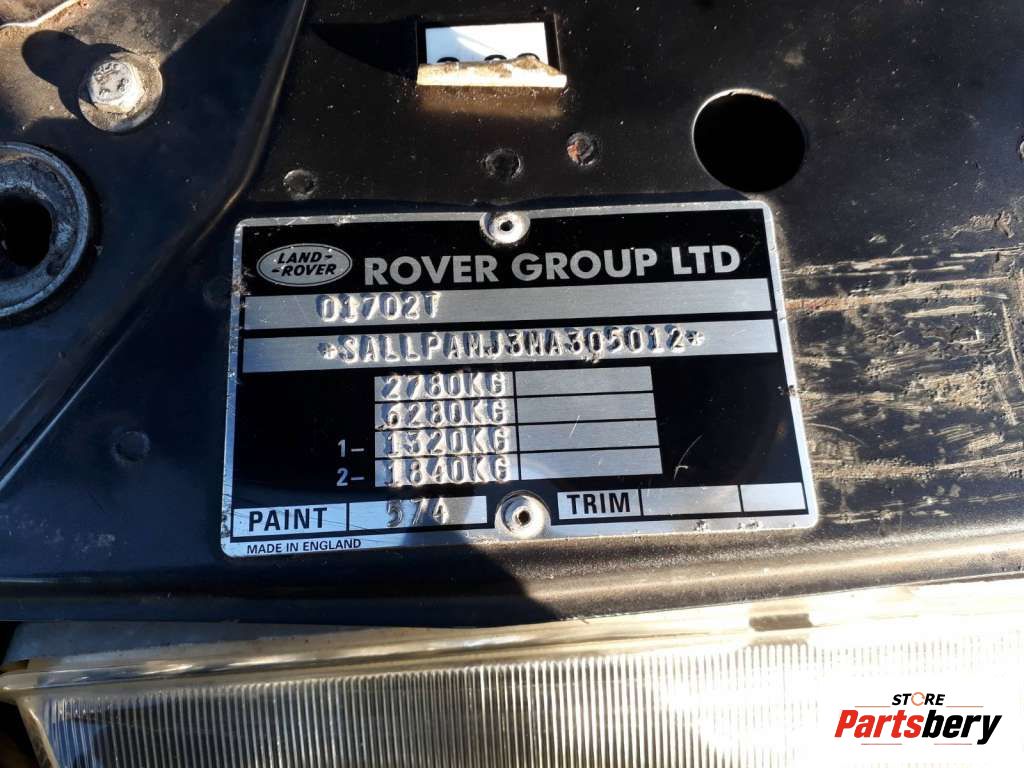 LAND-
-ROVER
ROVER GROUP LTD
01702T
*SALLPAMJ3NA305012*
2780KG
6280KG
1- 1320KG
2- 1840KG
PAINT 574 TRIM
MADE IN ENGLAND
STORE
Partsbery